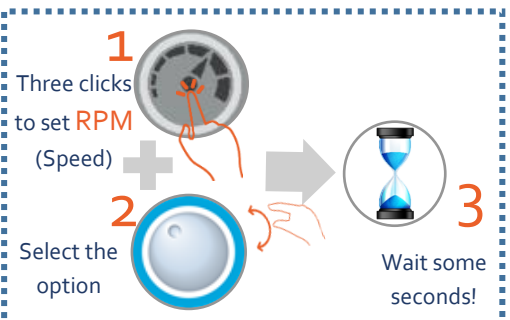 1
Three clicks
to set RPM
(Speed)
2
Select the
option
3
Wait some
seconds!